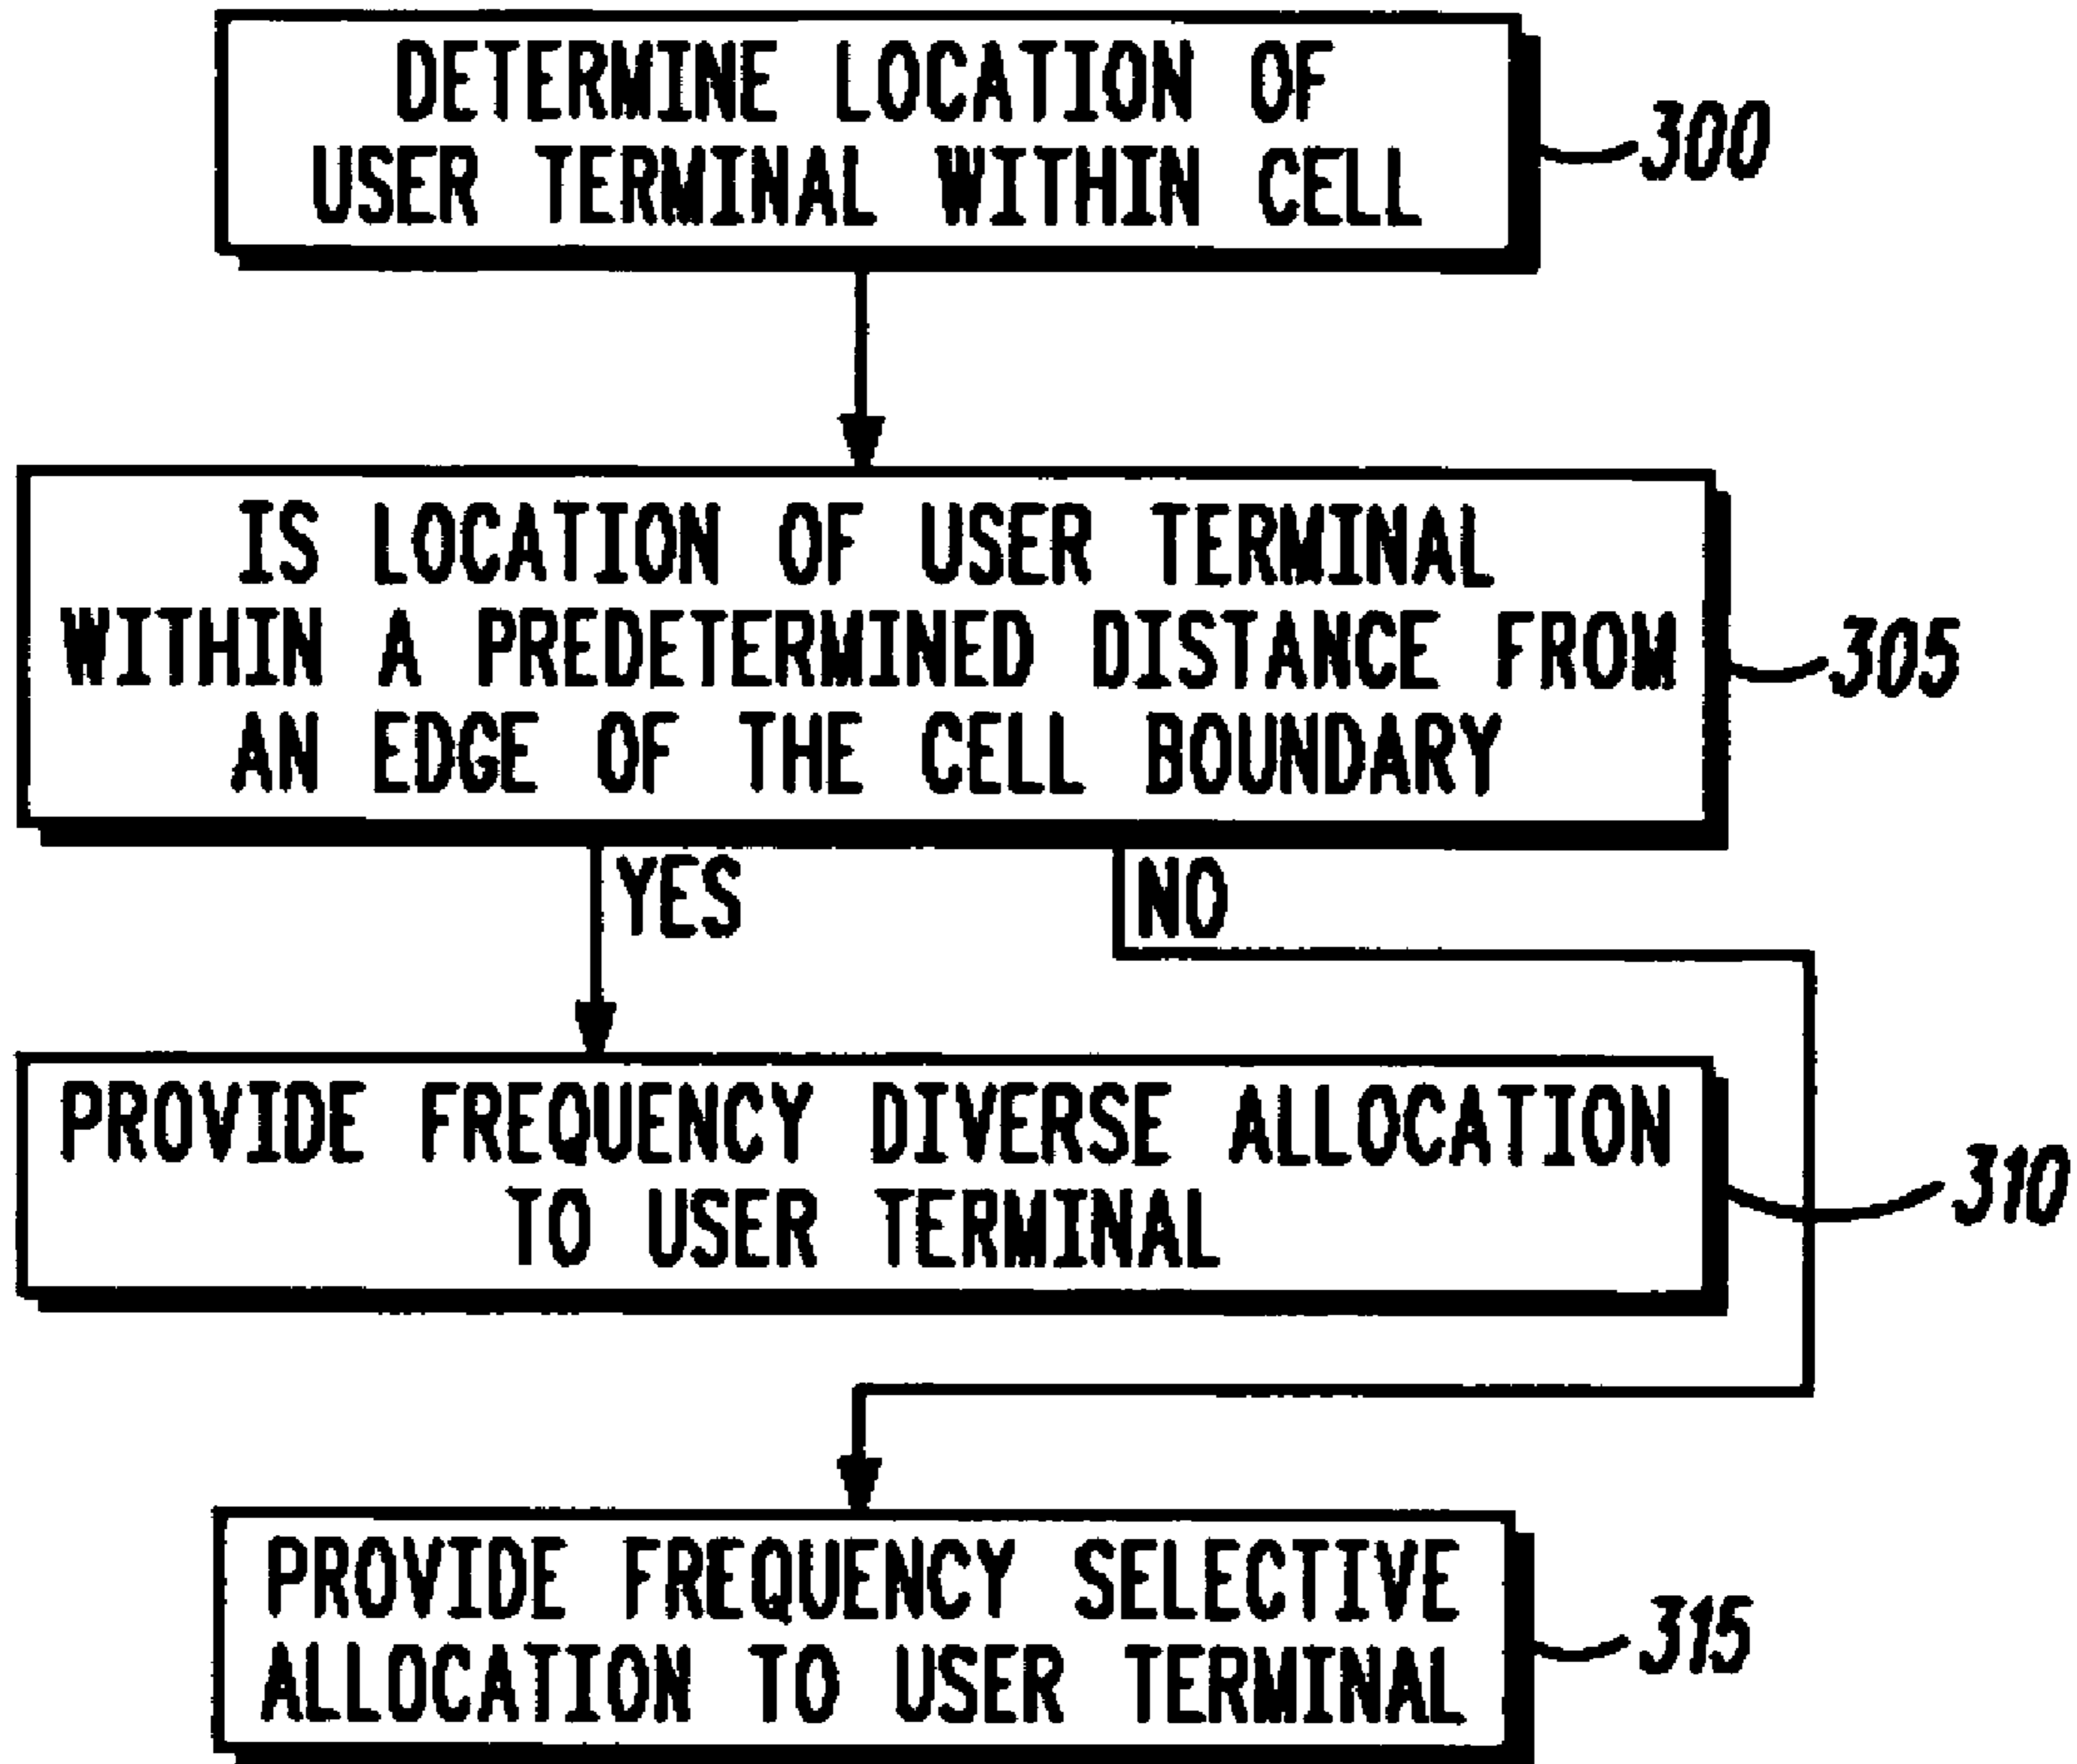 DETERMINE LOCATION OF
USER TERMINAL WITHIN CELL
300
IS LOCATION OF USER TERMINAL
WITHIN A PREDETERMINED DISTANCE FROM
AN EDGE OF THE CELL BOUNDARY
305
YES
NO
PROVIDE FREQUENCY DIVERSE ALLOCATION
TO USER TERMINAL
310
PROVIDE FREQUENCY SELECTIVE
ALLOCATION TO USER TERMINAL
315